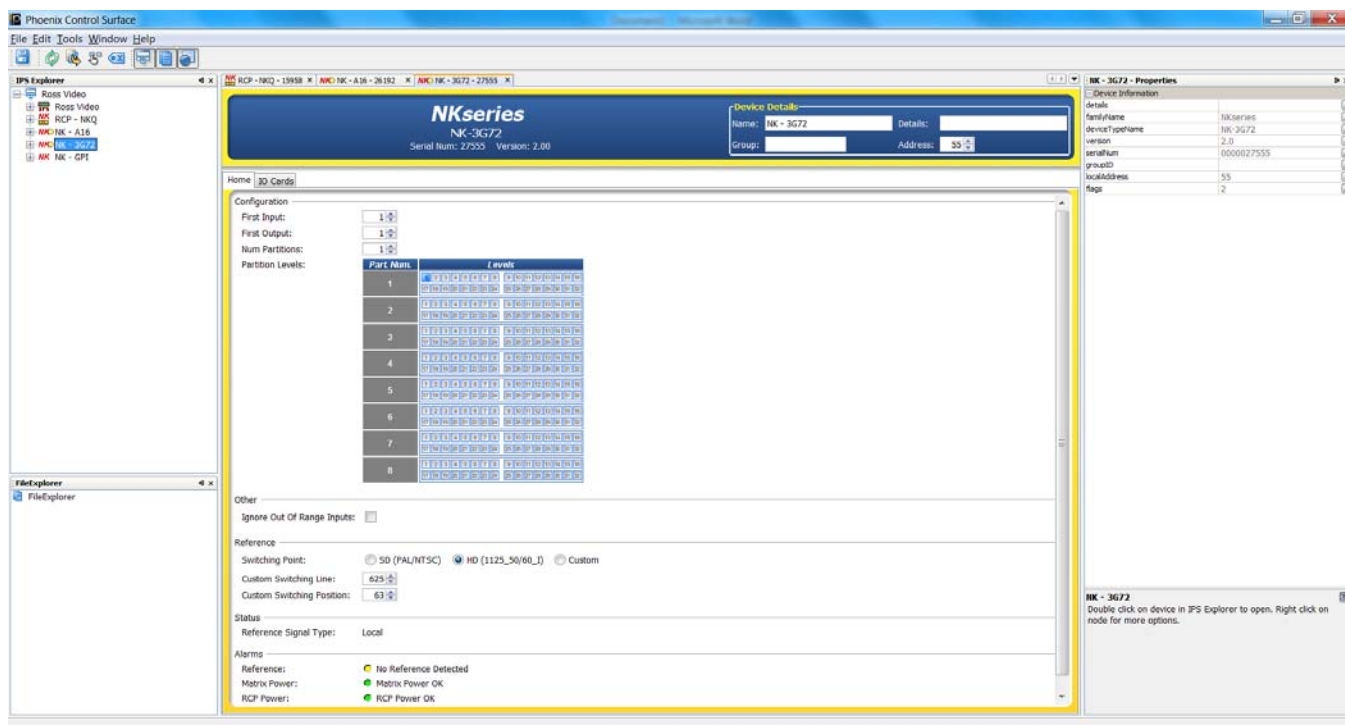 Phoenix Control Surface
File Edit Tools Window Help
IPS Explorer
Ross Video
Ross Video
RCP - NKQ
NK - A16
NK - 3G72
NK - GPI
FileExplorer
FileExplorer
RCP - NKQ - 15958
NK - A16 - 26192
NK - 3G72 - 27555
NKseries
NK-3G72
Serial Num: 27555 Version: 2.00
Device Details
Name: NK - 3G72 Details:
Group: Address: 55
Home IO Cards
Configuration
First Input: 1
First Output: 1
Num Partitions: 1
Partition Levels:
Part. Num. Levels
1
2
3
4
5
6
7
8
Other
Ignore Out Of Range Inputs:
Reference
Switching Point: SD (PAL/NTSC) HD (1125_50/60_I) Custom
Custom Switching Line: 625
Custom Switching Position: 63
Status
Reference Signal Type: Local
Alarms
Reference: No Reference Detected
Matrix Power: Matrix Power OK
RCP Power: RCP Power OK
NK - 3G72 - Properties
Device Information
details
familyName NKseries
deviceTypeName NK-3G72
version 2.0
serialNum 0000027555
groupID
localAddress 55
flags 2
NK - 3G72
Double click on device in IPS Explorer to open. Right click on
node for more options.